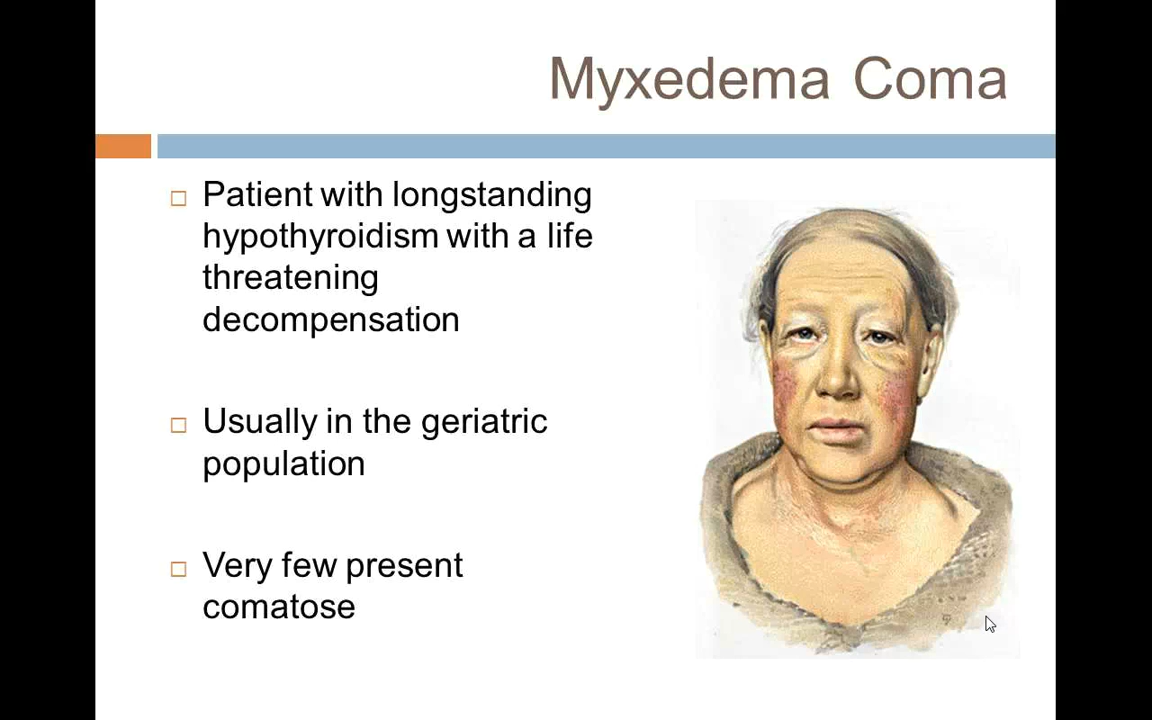 Myxedema Coma
Patient with longstanding
hypothyroidism with a life
threatening
decompensation
Usually in the geriatric
population
Very few present
comatose